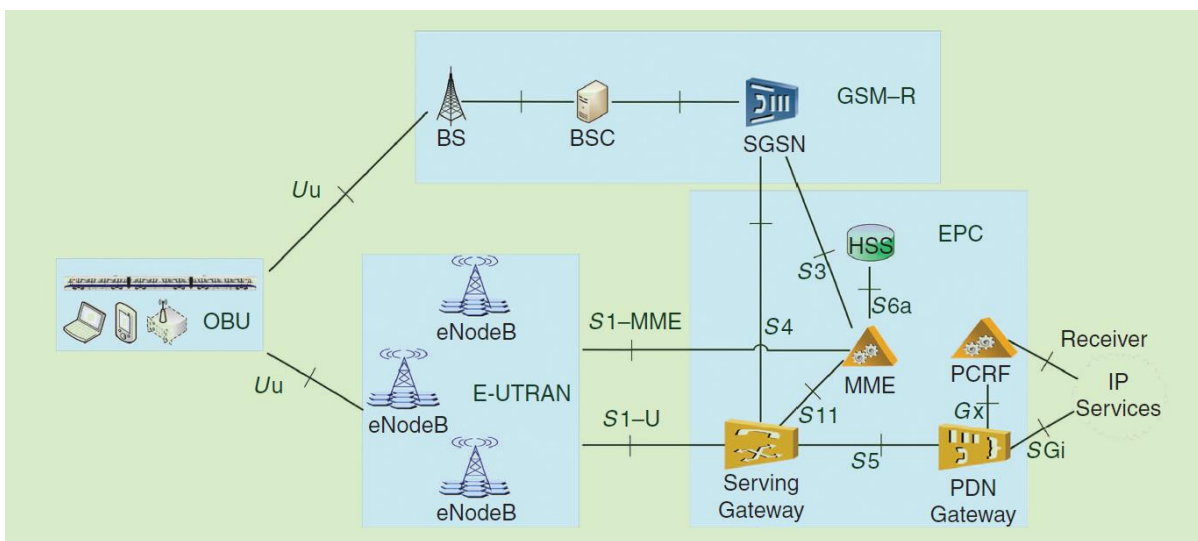 GSM–R
BS
BSC
SGSN
Uu
EPC
HSS
S3
S6a
OBU
eNodeB
S1–MME
S4
Receiver
MME
PCRF
IP
Services
Uu
eNodeB
E-UTRAN
S1–U
S11
Gx
SGi
S5
eNodeB
Serving
Gateway
PDN
Gateway